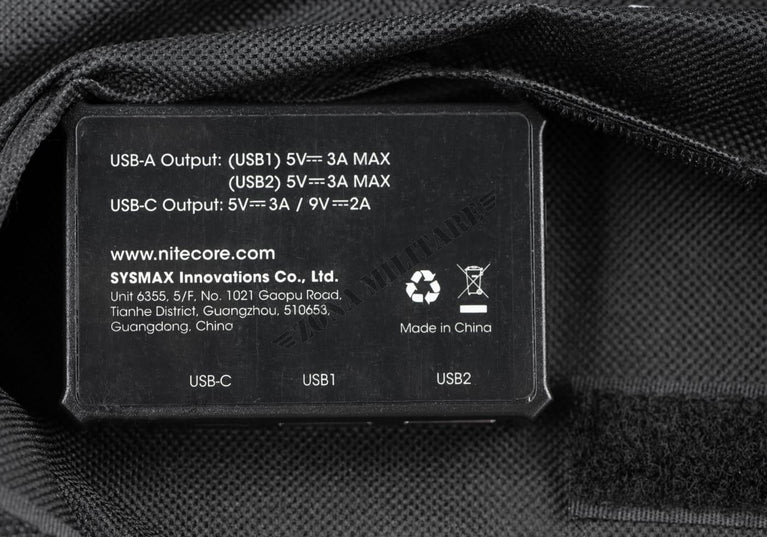 USB-A Output: (USB1) 5V⎓3A MAX
(USB2) 5V⎓3A MAX
USB-C Output: 5V⎓3A / 9V⎓2A
www.nitecore.com
SYSMAX Innovations Co., Ltd.
Unit 6355, 5/F, No. 1021 Gaopu Road,
Tianhe District, Guangzhou, 510653,
Guangdong, China
Made in China
ZONA MILITARE
USB-C USB1 USB2